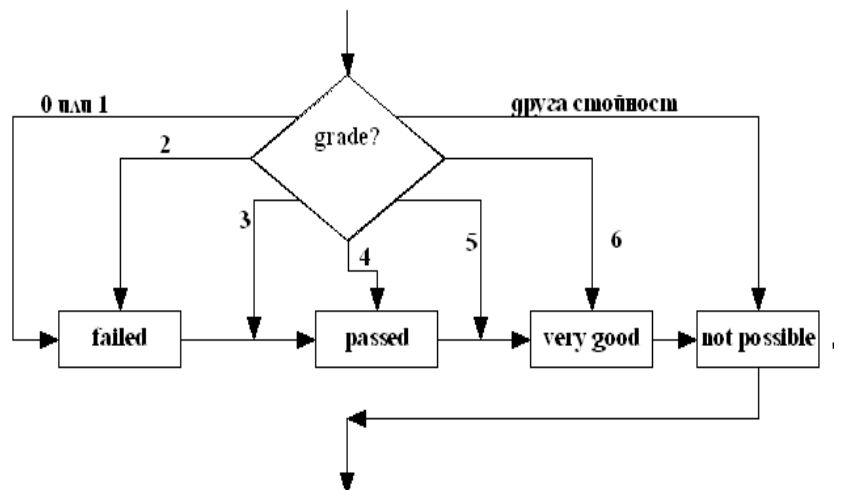 0 или 1
друга стойност
grade?
2
3
4
5
6
failed
passed
very good
not possible